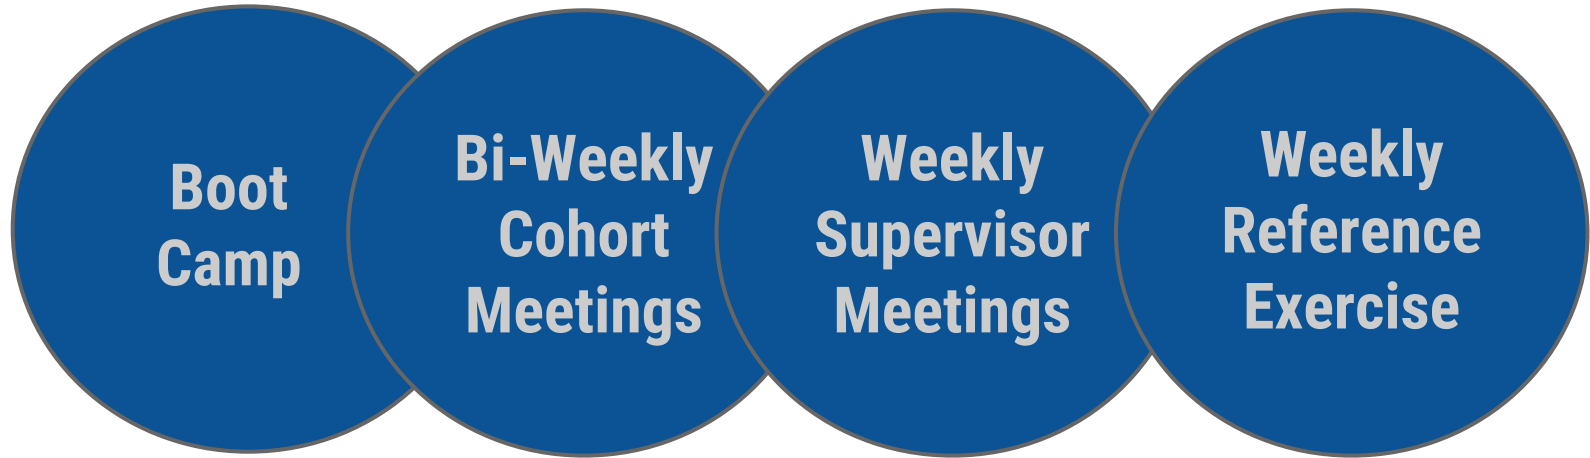 Boot
Camp
Bi-Weekly
Cohort
Meetings
Weekly
Supervisor
Meetings
Weekly
Reference
Exercise